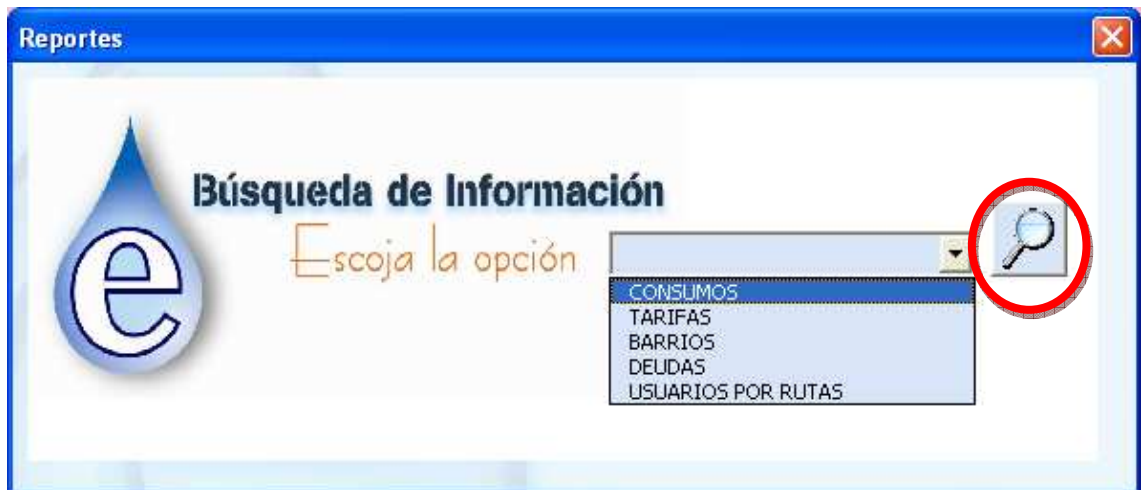 Reportes
Búsqueda de Información
Escoja la opción
CONSUMOS
TARIFAS
BARRIOS
DEUDAS
USUARIOS POR RUTAS
e